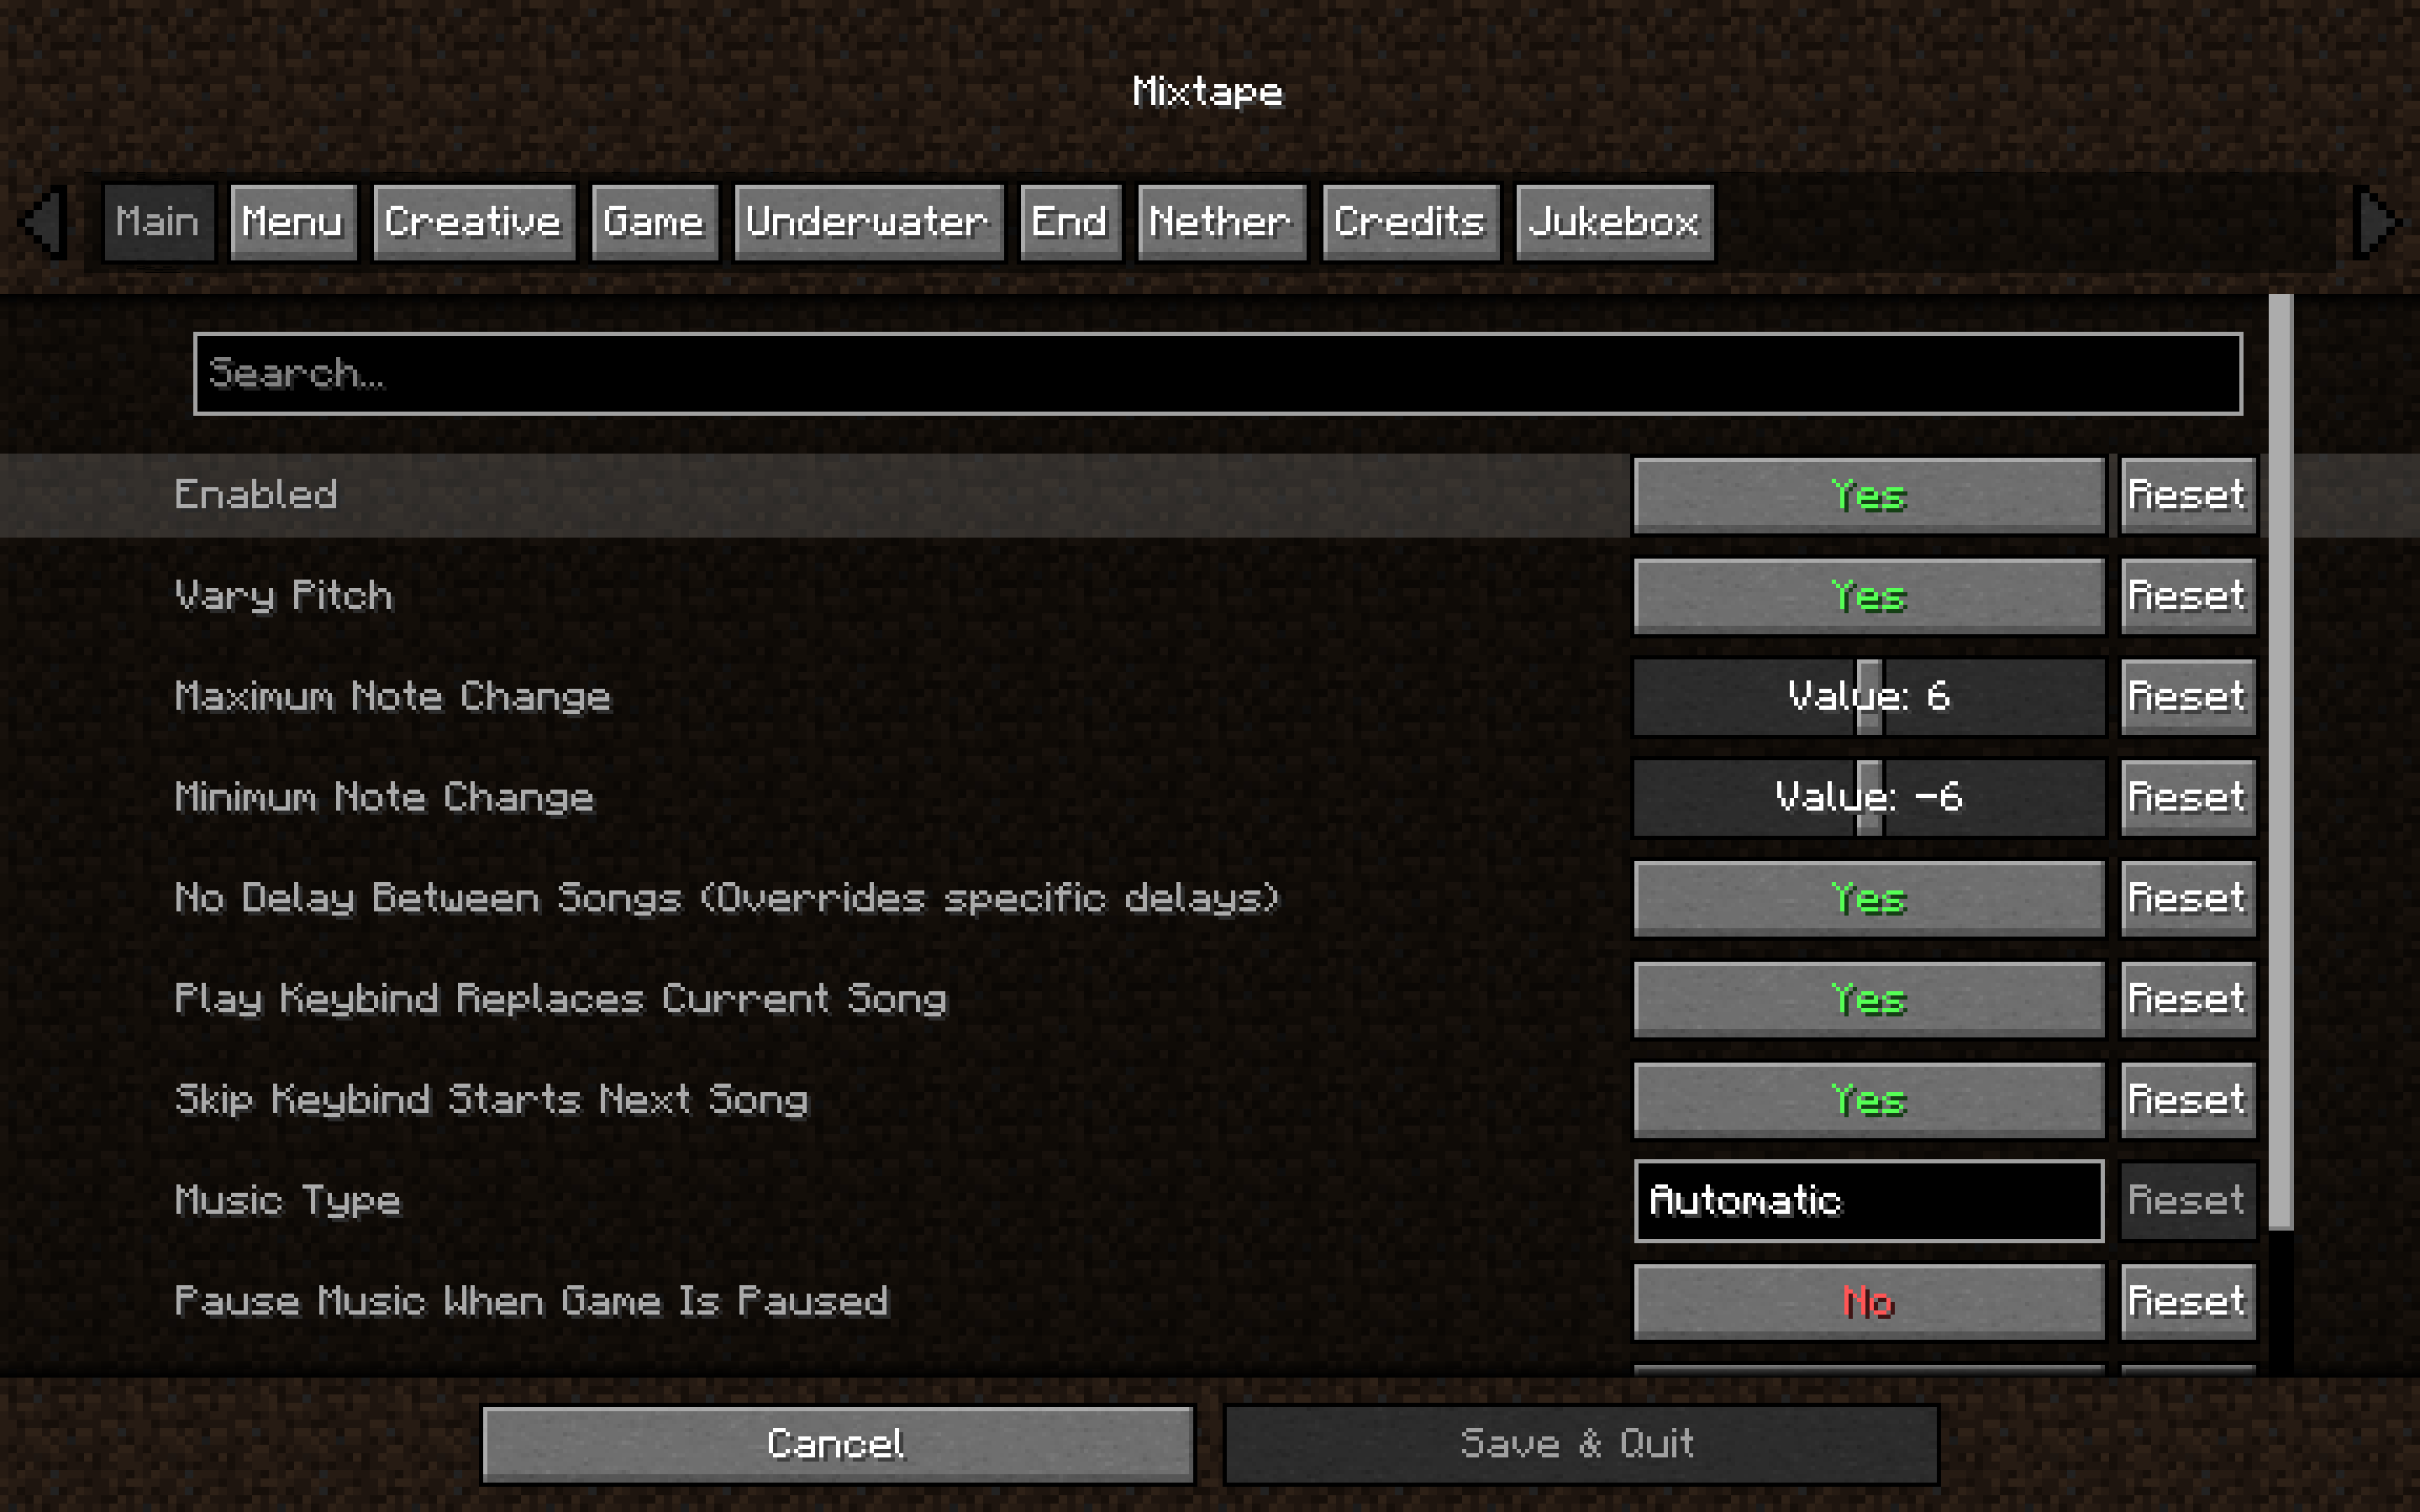 Mixtape
Main Menu Creative Game Underwater End Nether Credits Jukebox
Search...
Enabled Yes Reset
Vary Pitch Yes Reset
Maximum Note Change Value: 6 Reset
Minimum Note Change Value: -6 Reset
No Delay Between Songs (Overrides specific delays) Yes Reset
Play Keybind Replaces Current Song Yes Reset
Skip Keybind Starts Next Song Yes Reset
Music Type Automatic Reset
Pause Music When Game Is Paused No Reset
Cancel Save & Quit